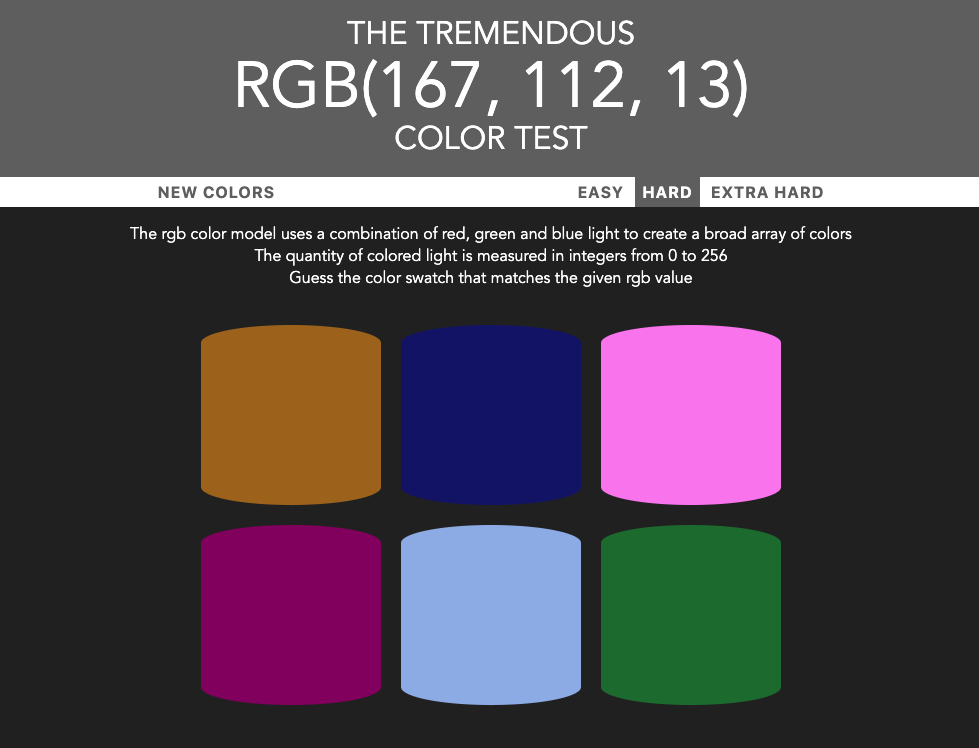 THE TREMENDOUS
RGB(167, 112, 13)
COLOR TEST
NEW COLORS
EASY
HARD
EXTRA HARD
The rgb color model uses a combination of red, green and blue light to create a broad array of colors
The quantity of colored light is measured in integers from 0 to 256
Guess the color swatch that matches the given rgb value